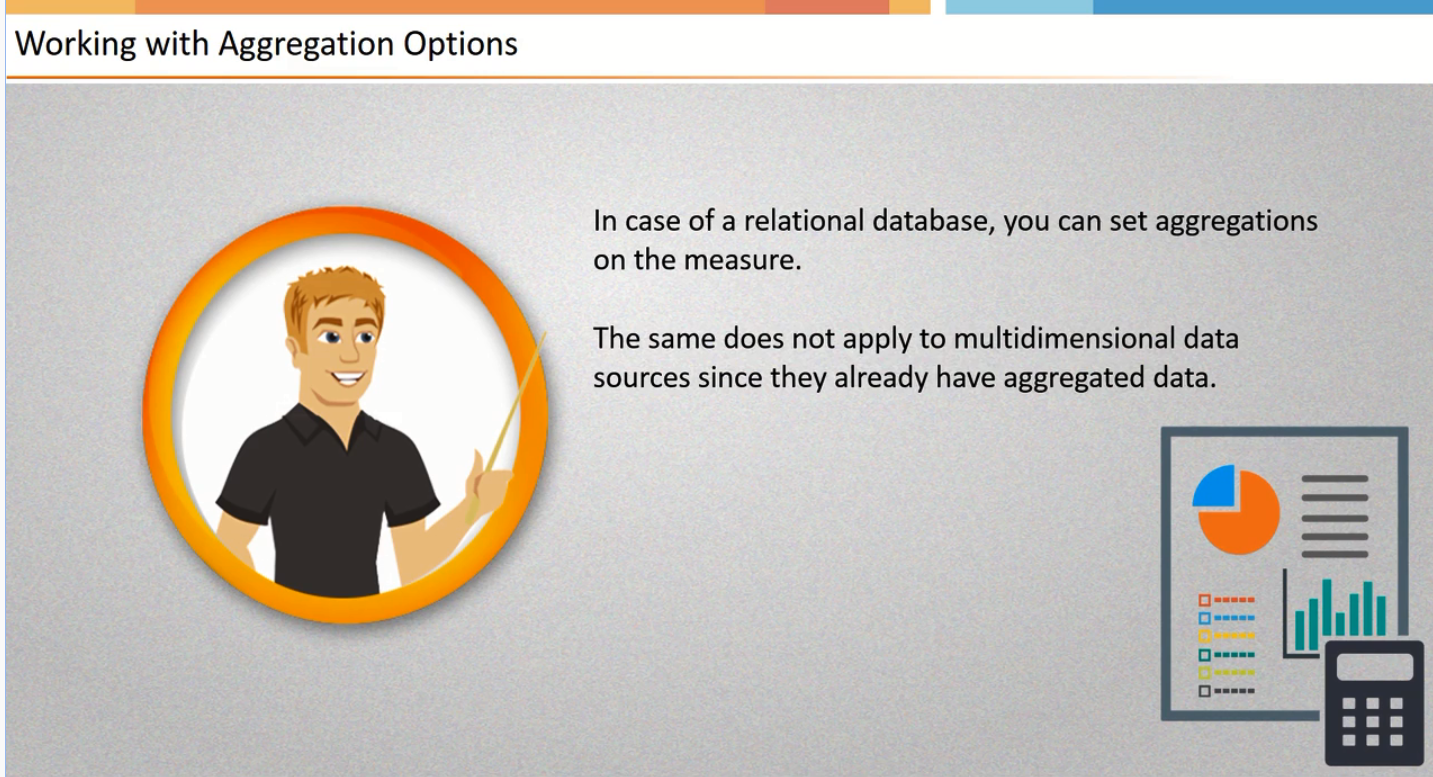 Working with Aggregation Options
In case of a relational database, you can set aggregations
on the measure.
The same does not apply to multidimensional data
sources since they already have aggregated data.